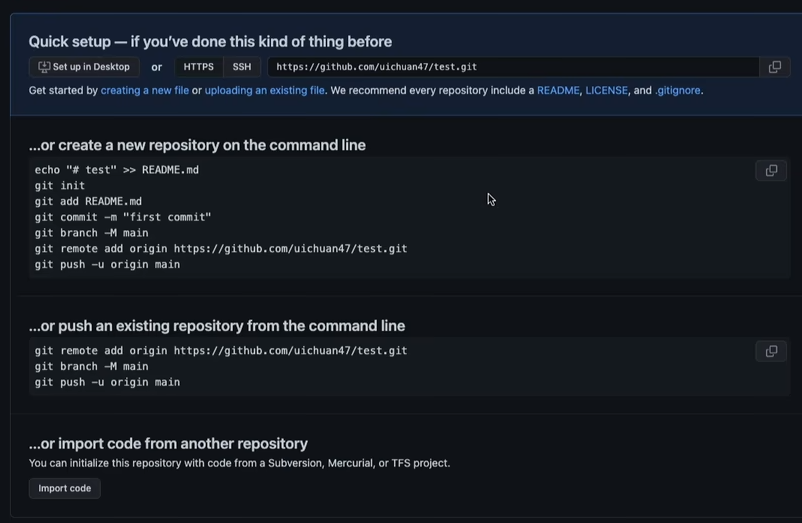 Quick setup — if you've done this kind of thing before
Set up in Desktop or HTTPS SSH https://github.com/uichuan47/test.git
Get started by creating a new file or uploading an existing file. We recommend every repository include a README, LICENSE, and .gitignore.
...or create a new repository on the command line
echo "# test" >> README.md
git init
git add README.md
git commit -m "first commit"
git branch -M main
git remote add origin https://github.com/uichuan47/test.git
git push -u origin main
...or push an existing repository from the command line
git remote add origin https://github.com/uichuan47/test.git
git branch -M main
git push -u origin main
...or import code from another repository
You can initialize this repository with code from a Subversion, Mercurial, or TFS project.
Import code